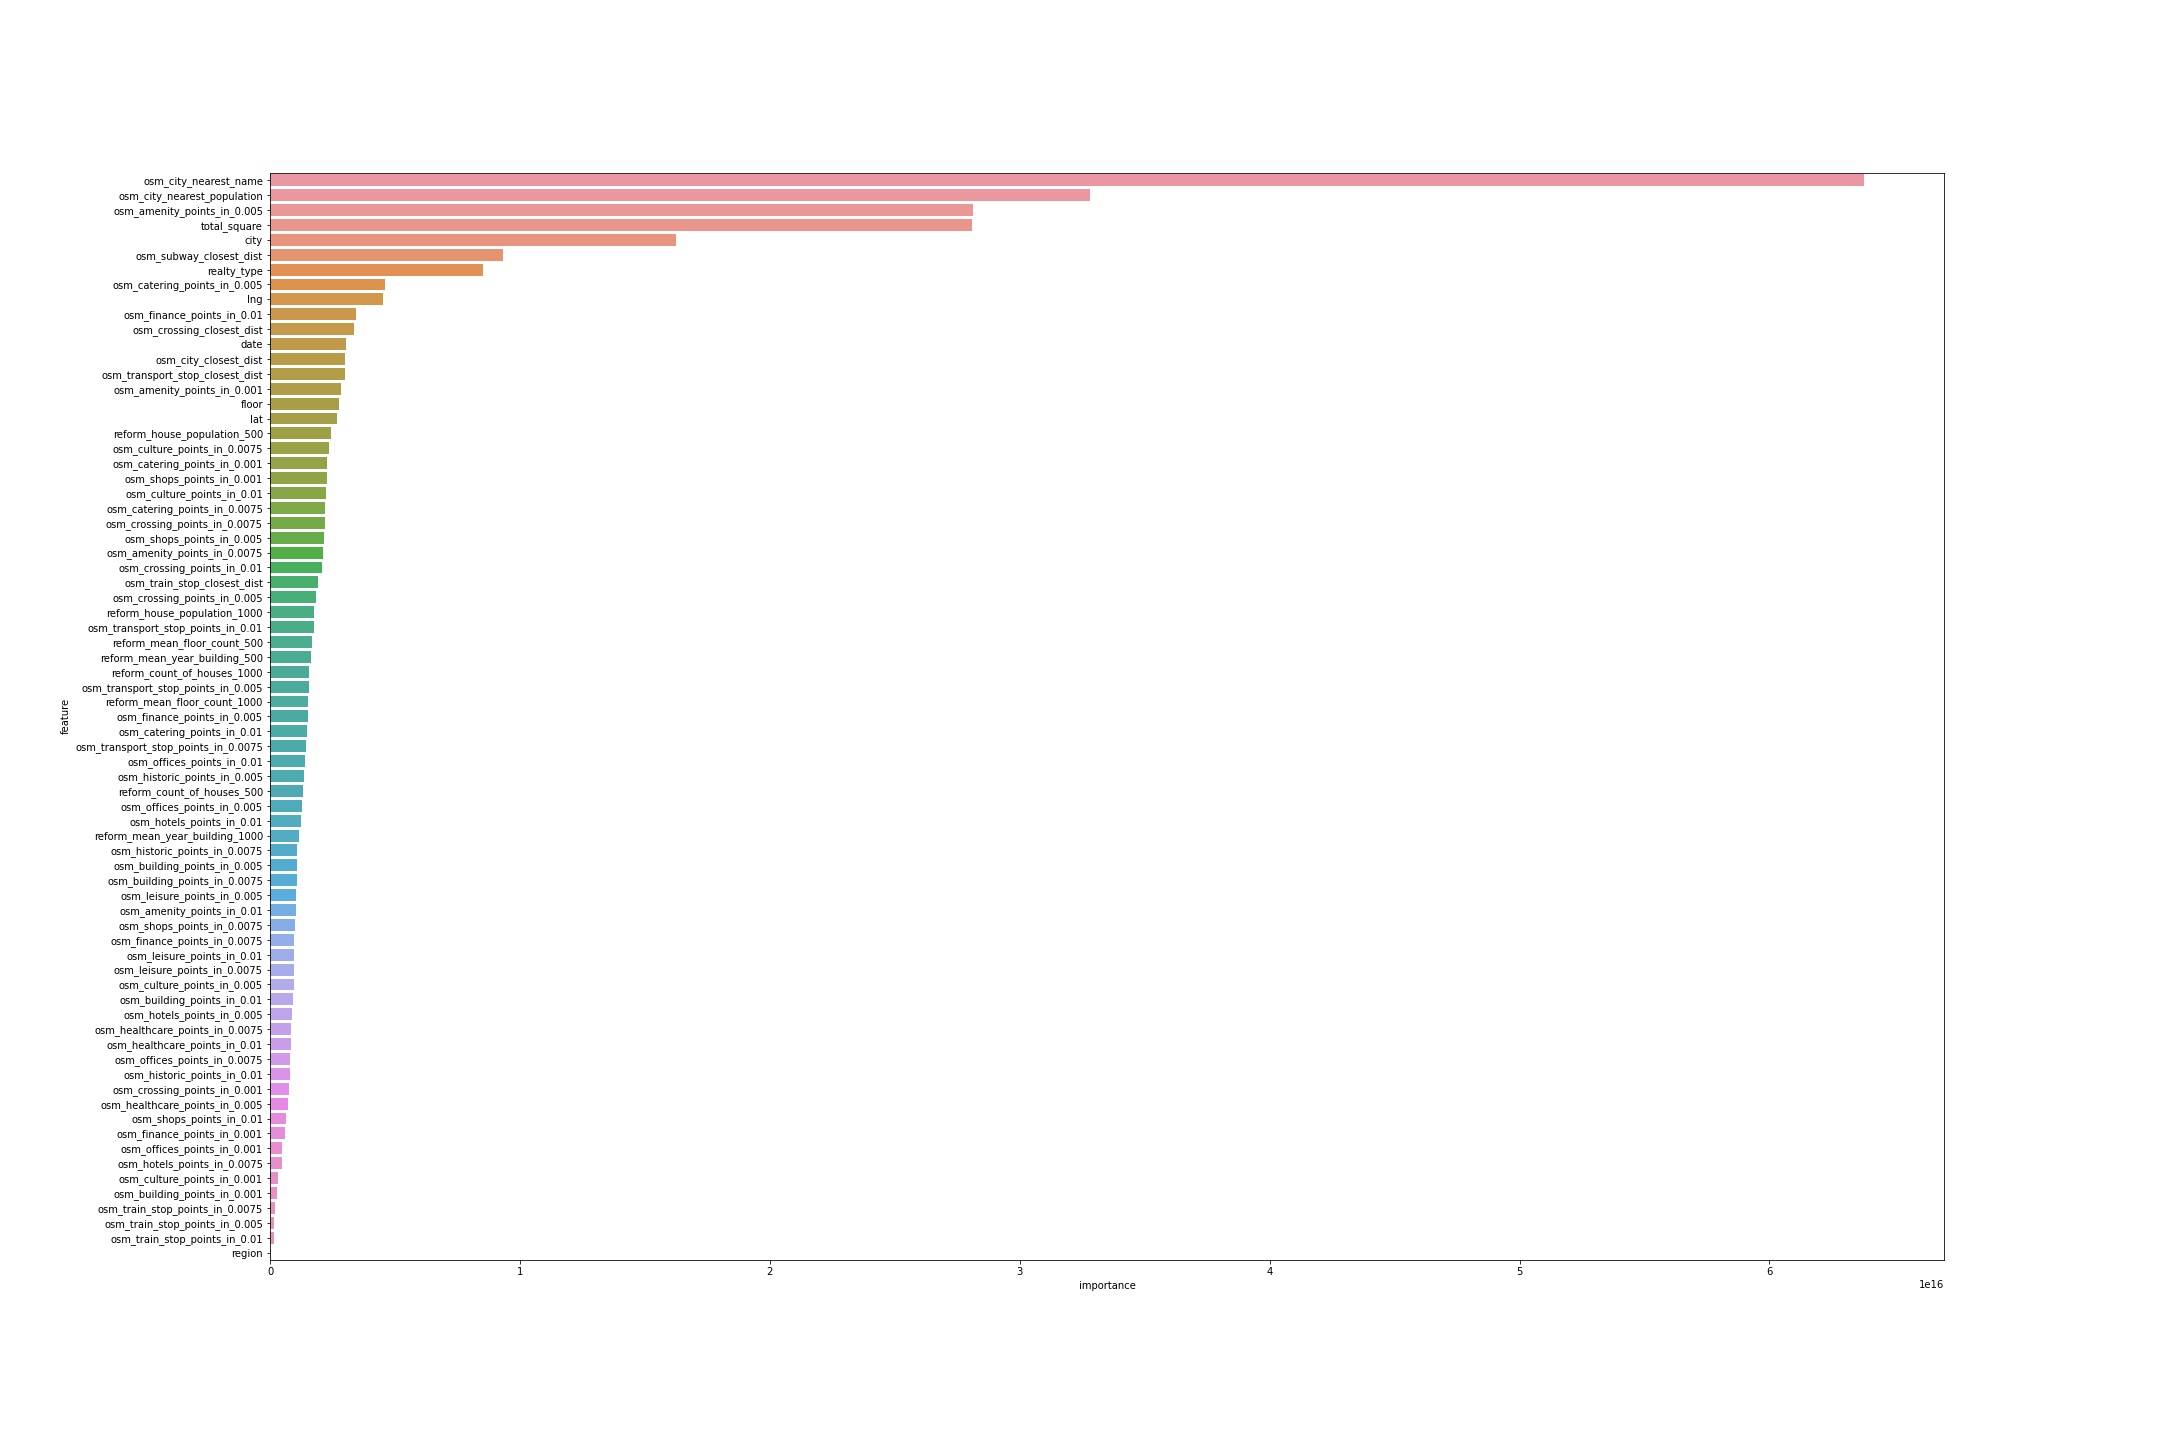 osm_city_nearest_name
osm_city_nearest_population
osm_amenity_points_in_0.005
total_square
city
osm_subway_closest_dist
realty_type
osm_catering_points_in_0.005
lng
osm_finance_points_in_0.01
osm_crossing_closest_dist
date
osm_city_closest_dist
osm_transport_stop_closest_dist
osm_amenity_points_in_0.001
floor
lat
reform_house_population_500
osm_culture_points_in_0.0075
osm_catering_points_in_0.001
osm_shops_points_in_0.001
osm_culture_points_in_0.01
osm_catering_points_in_0.0075
osm_crossing_points_in_0.0075
osm_shops_points_in_0.005
osm_amenity_points_in_0.0075
osm_crossing_points_in_0.01
osm_train_stop_closest_dist
osm_crossing_points_in_0.005
reform_house_population_1000
osm_transport_stop_points_in_0.01
reform_mean_floor_count_500
reform_mean_year_building_500
reform_count_of_houses_1000
osm_transport_stop_points_in_0.005
reform_mean_floor_count_1000
osm_finance_points_in_0.005
osm_catering_points_in_0.01
osm_transport_stop_points_in_0.0075
osm_offices_points_in_0.01
osm_historic_points_in_0.005
reform_count_of_houses_500
osm_offices_points_in_0.005
osm_hotels_points_in_0.01
reform_mean_year_building_1000
osm_historic_points_in_0.0075
osm_building_points_in_0.005
osm_building_points_in_0.0075
osm_leisure_points_in_0.005
osm_amenity_points_in_0.01
osm_shops_points_in_0.0075
osm_finance_points_in_0.0075
osm_leisure_points_in_0.01
osm_leisure_points_in_0.0075
osm_culture_points_in_0.005
osm_building_points_in_0.01
osm_hotels_points_in_0.005
osm_healthcare_points_in_0.0075
osm_healthcare_points_in_0.01
osm_offices_points_in_0.0075
osm_historic_points_in_0.01
osm_crossing_points_in_0.001
osm_healthcare_points_in_0.005
osm_shops_points_in_0.01
osm_finance_points_in_0.001
osm_offices_points_in_0.001
osm_hotels_points_in_0.0075
osm_culture_points_in_0.001
osm_building_points_in_0.001
osm_train_stop_points_in_0.0075
osm_train_stop_points_in_0.005
osm_train_stop_points_in_0.01
region
feature
0 1 2 3 4 5 6
importance
1e16